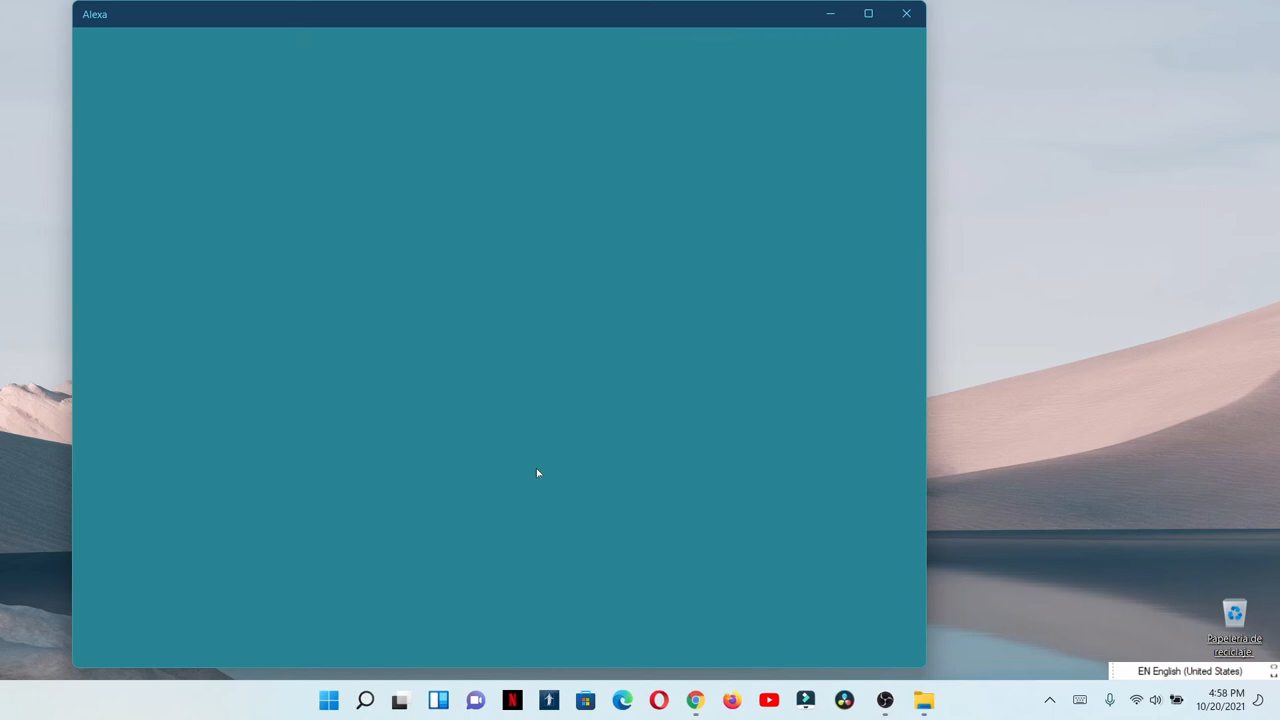 Alexa
Papelería de
reciclaje
EN English (United States)
4:58 PM
10/20/2021